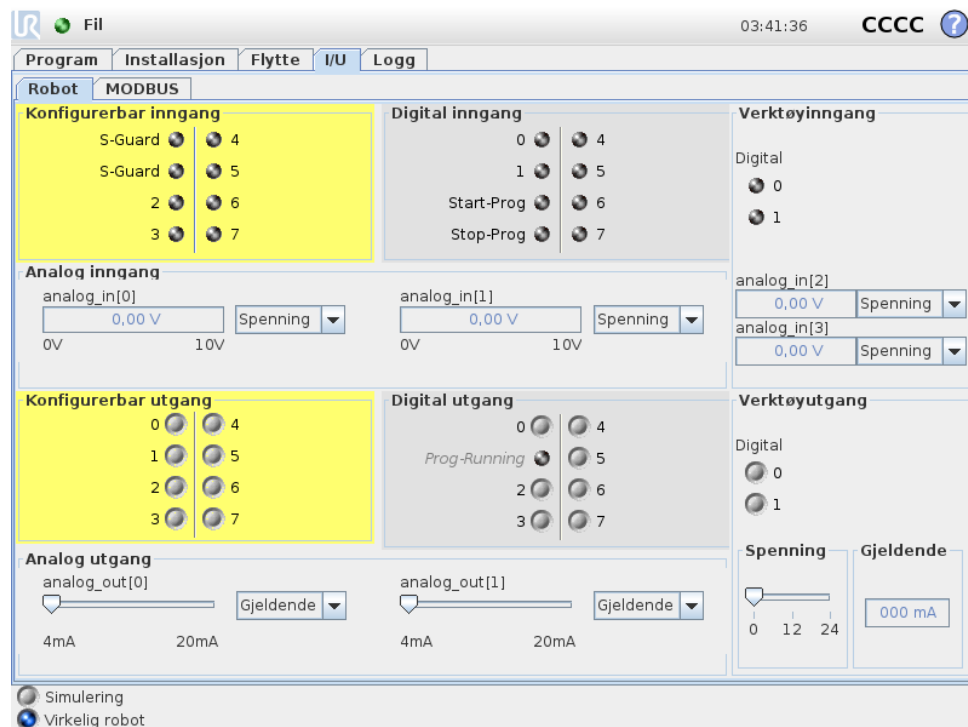 UR Fil 03:41:36 CCCC ?
Program Installasjon Flytte I/U Logg
Robot MODBUS
Konfigurerbar inngang
S-Guard 4
S-Guard 5
2 6
3 7
Digital inngang
0 4
1 5
Start-Prog 6
Stop-Prog 7
Verktøyinngang
Digital
0
1
analog_in[2]
0,00 V Spenning
analog_in[3]
0,00 V Spenning
Analog inngang
analog_in[0]
0,00 V Spenning
0V 10V
analog_in[1]
0,00 V Spenning
0V 10V
Konfigurerbar utgang
0 4
1 5
2 6
3 7
Digital utgang
0 4
Prog-Running 5
2 6
3 7
Verktøyutgang
Digital
0
1
Spenning
0 12 24
Gjeldende
000 mA
Analog utgang
analog_out[0]
Gjeldende
4mA 20mA
analog_out[1]
Gjeldende
4mA 20mA
Simulering
Virkelig robot